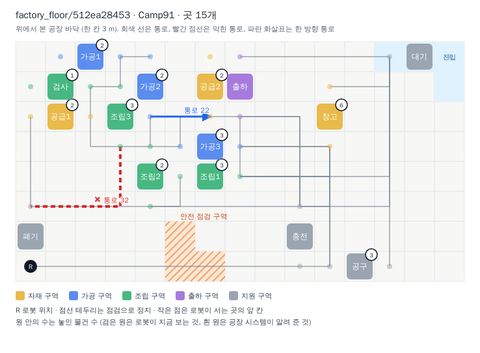 factory_floor/512ea28453 · Camp91 · 곳 15개
위에서 본 공장 바닥 (한 칸 3 m). 회색 선은 통로, 빨간 점선은 막힌 통로, 파란 화살표는 한 방향 통로
가공1 2
대기
진입
검사 1
가공2 2
가공2 2
출하
공급1 2
조립3 3
통로 22
창고 6
가공3 3
조립2 2
조립1 3
✕ 통로 32
안전 점검 구역
폐기
충전
R
공구 3
자재 구역
가공 구역
조립 구역
출하 구역
지원 구역
R 로봇 위치 · 점선 테두리는 점검으로 정지 · 작은 점은 로봇이 서는 곳의 앞 칸
원 안의 수는 놓인 물건 수 (검은 원은 로봇이 지금 보는 것, 흰 원은 공장 시스템이 알려 준 것)